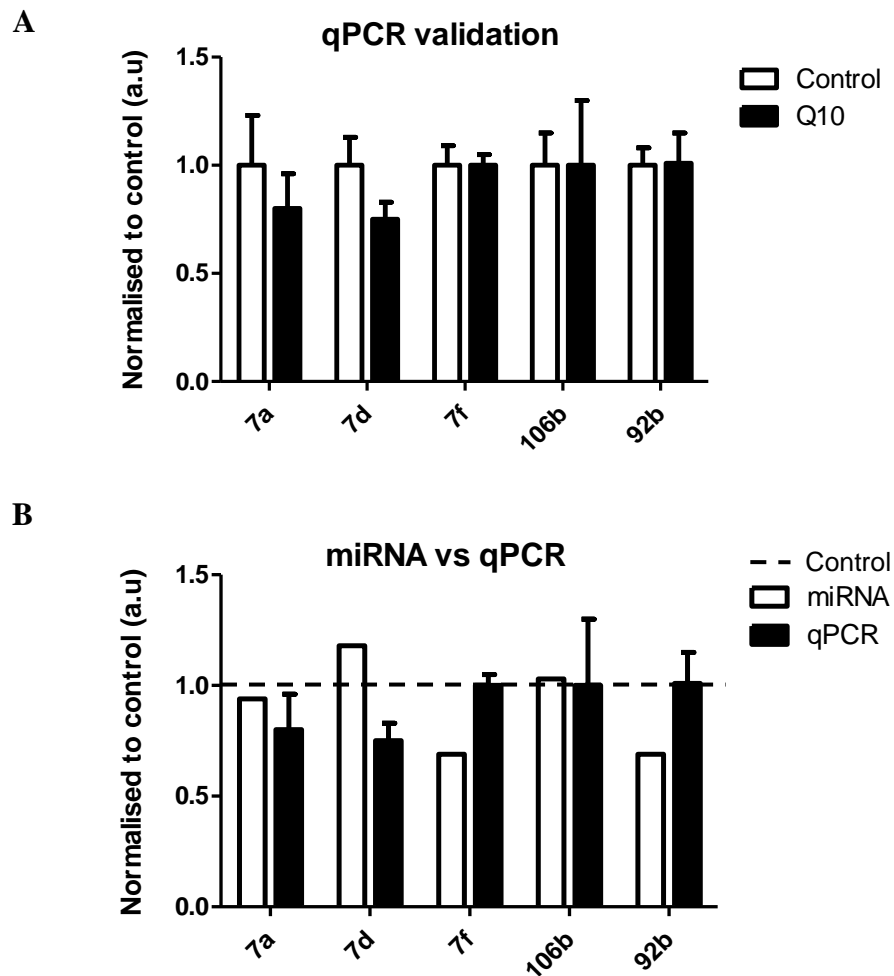 A
qPCR validation
Normalised to control (a.u)
1.5
1.0
0.5
0.0
7a
7d
7f
106b
92b
Control
Q10
B
miRNA vs qPCR
Normalised to control (a.u)
1.5
1.0
0.5
0.0
7a
7d
7f
106b
92b
Control
miRNA
qPCR